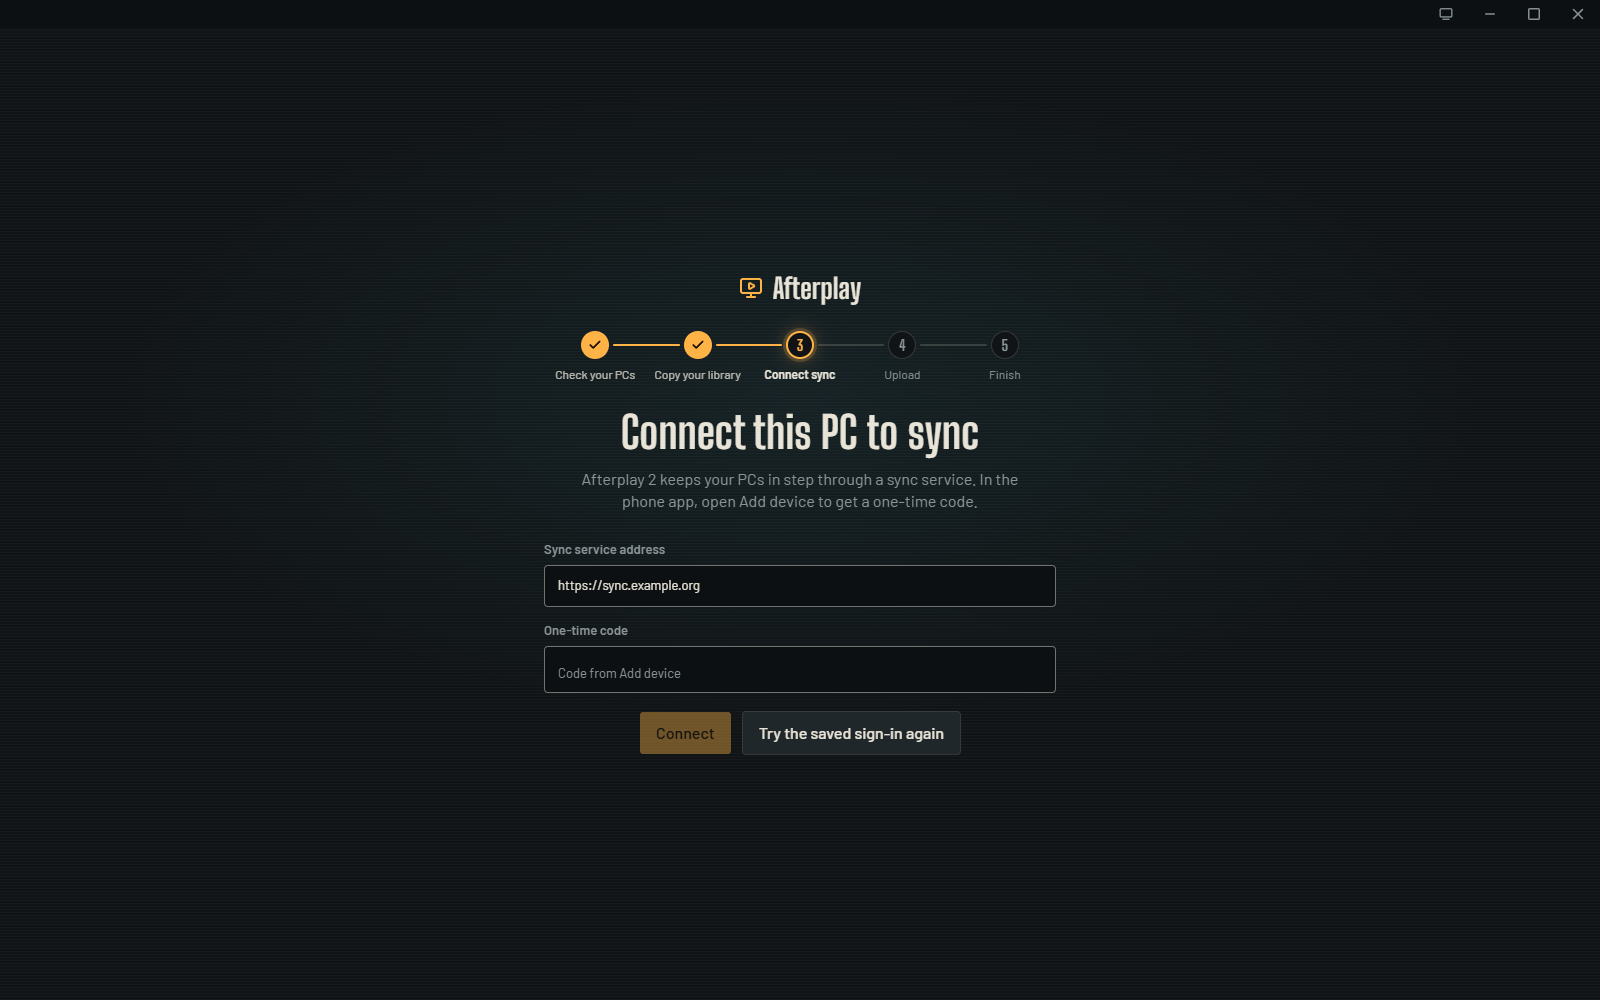 Afterplay
3
4
5
Check your PCs
Copy your library
Connect sync
Upload
Finish
Connect this PC to sync
Afterplay 2 keeps your PCs in step through a sync service. In the
phone app, open Add device to get a one-time code.
Sync service address
https://sync.example.org
One-time code
Code from Add device
Connect
Try the saved sign-in again